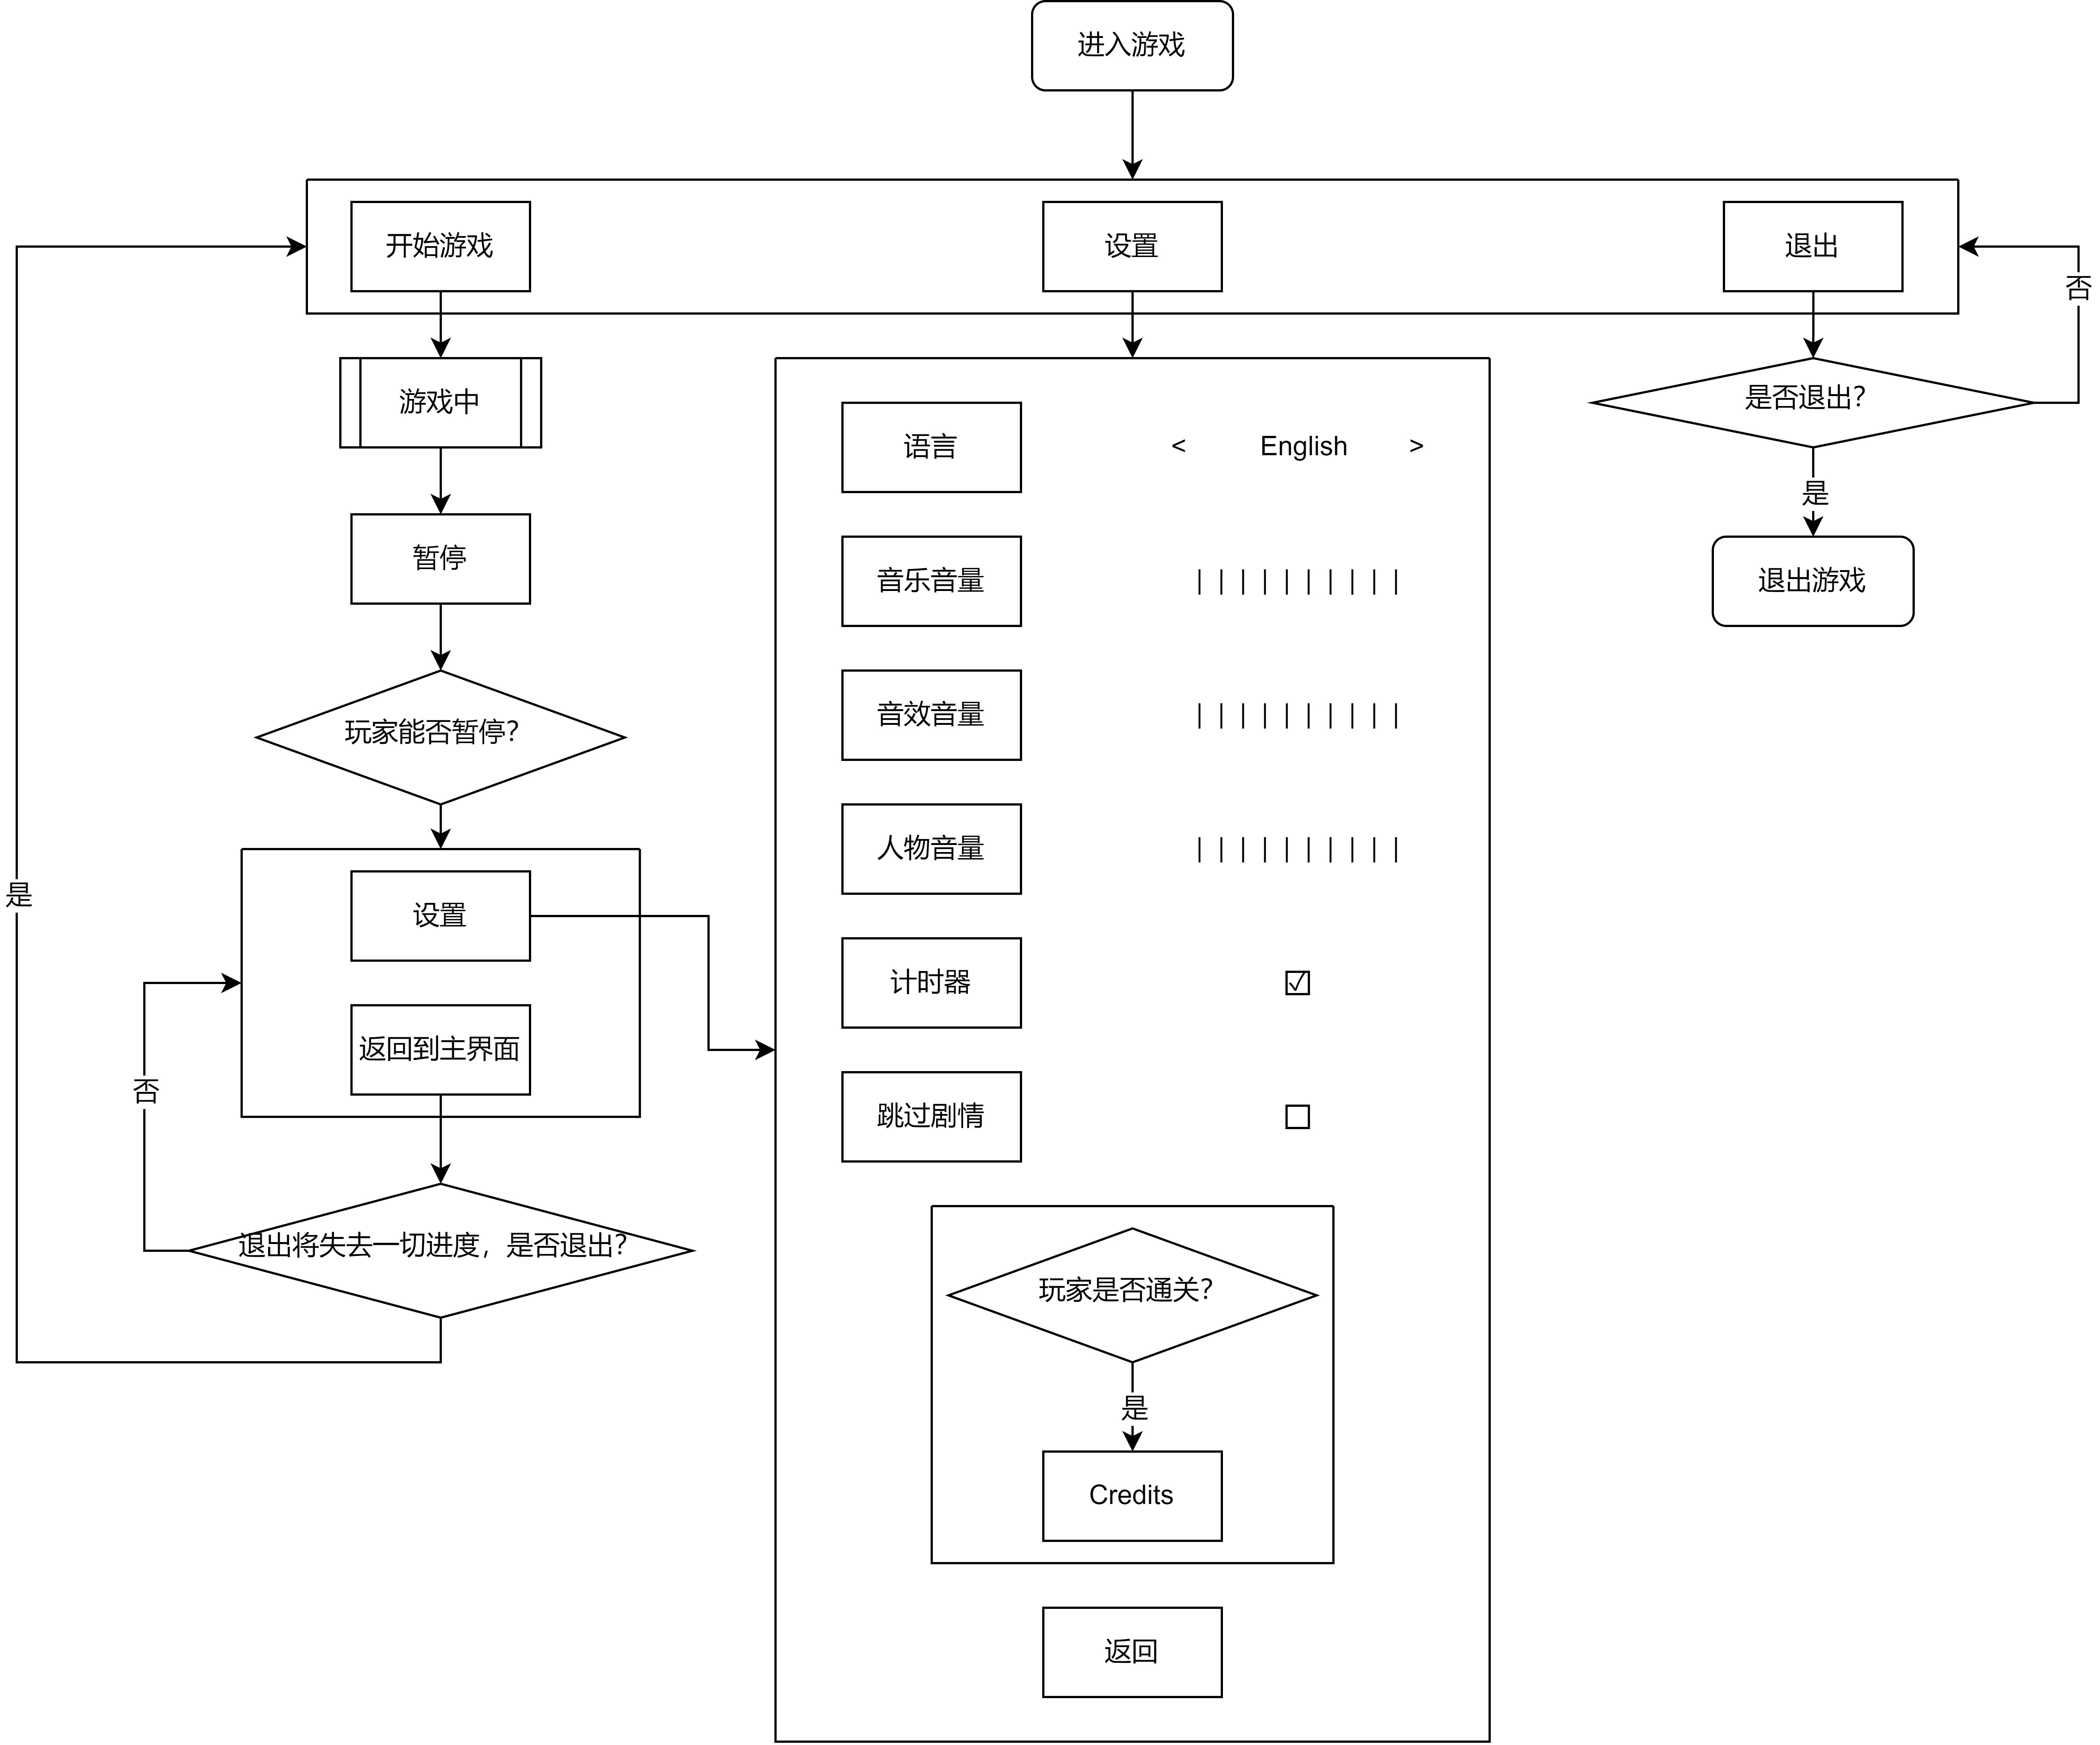 进入游戏
开始游戏
设置
退出
否
游戏中
是否退出？
语言
< English >
是
暂停
音乐音量
| | | | | | | | | |
退出游戏
玩家能否暂停？
音效音量
| | | | | | | | | |
人物音量
| | | | | | | | | |
是
设置
计时器
☑
返回到主界面
否
跳过剧情
☐
退出将失去一切进度，是否退出？
玩家是否通关？
是
Credits
返回